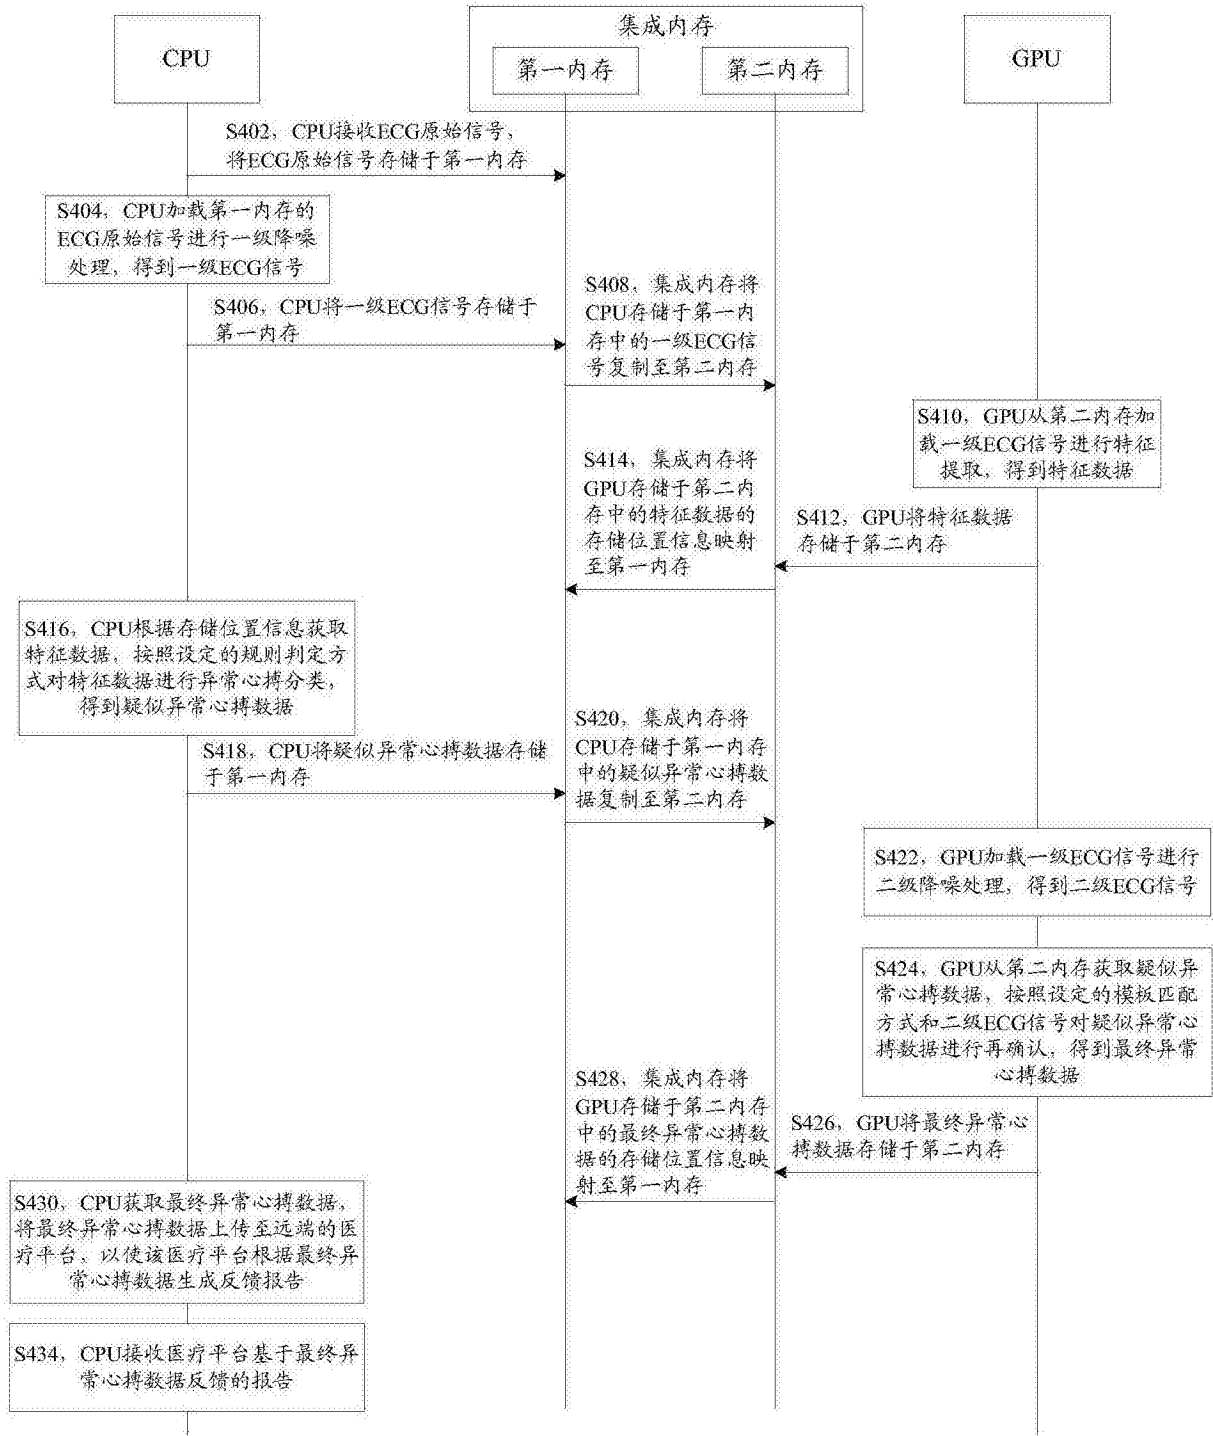 CPU
集成内存
第一内存
第二内存
GPU
S402，CPU接收ECG原始信号，
将ECG原始信号存储于第一内存
S404，CPU加载第一内存的
ECG原始信号进行一级降噪
处理，得到一级ECG信号
S406，CPU将一级ECG信号存储于
第一内存
S408，集成内存将
CPU存储于第一内
存中的一级ECG信
号复制至第二内存
S410，GPU从第二内存加
载一级ECG信号进行特征
提取，得到特征数据
S412，GPU将特征数据
存储于第二内存
S414，集成内存将
GPU存储于第二内
存中的特征数据的
存储位置信息映射
至第一内存
S416，CPU根据存储位置信息获取
特征数据，按照设定的规则判定方
式对特征数据进行异常心搏分类，
得到疑似异常心搏数据
S418，CPU将疑似异常心搏数据存储
于第一内存
S420，集成内存将
CPU存储于第一内存
中的疑似异常心搏数
据复制至第二内存
S422，GPU加载一级ECG信号进行
二级降噪处理，得到二级ECG信号
S424，GPU从第二内存获取疑似异
常心搏数据，按照设定的模板匹配
方式和二级ECG信号对疑似异常心
搏数据进行再确认，得到最终异常
心搏数据
S426，GPU将最终异常心
搏数据存储于第二内存
S428，集成内存将
GPU存储于第二内存
中的最终异常心搏数
据的存储位置信息映
射至第一内存
S430，CPU获取最终异常心搏数据，
将最终异常心搏数据上传至远端的医
疗平台，以使该医疗平台根据最终异
常心搏数据生成反馈报告
S434，CPU接收医疗平台基于最终异
常心搏数据反馈的报告